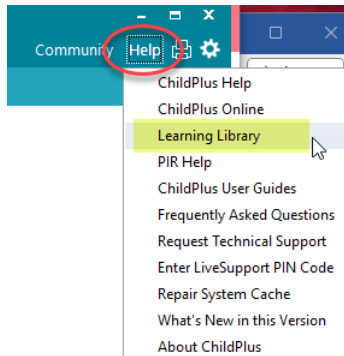 Community Help
ChildPlus Help
ChildPlus Online
Learning Library
PIR Help
ChildPlus User Guides
Frequently Asked Questions
Request Technical Support
Enter LiveSupport PIN Code
Repair System Cache
What's New in this Version
About ChildPlus